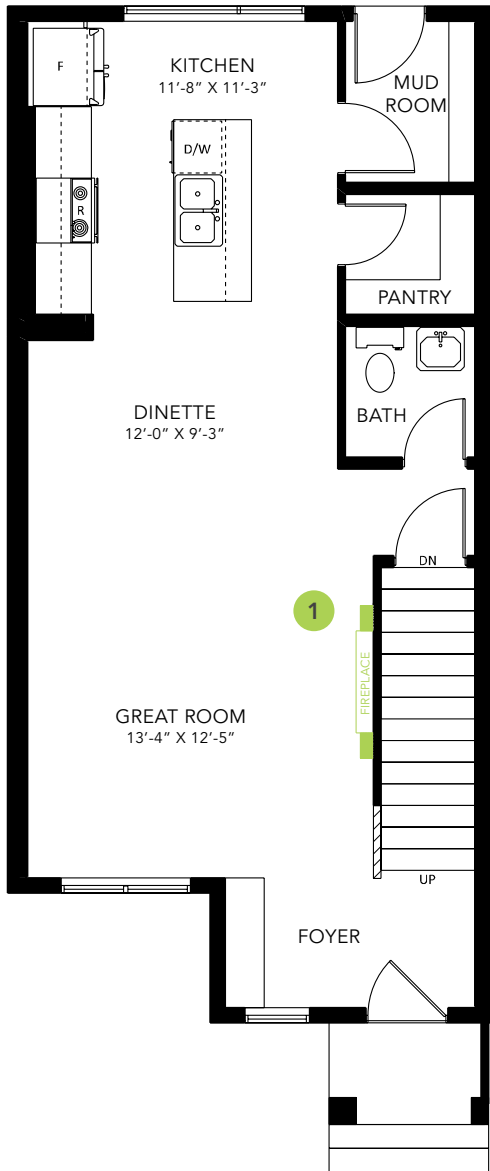 F
KITCHEN
11’-8” X 11’-3”
MUD
ROOM
D/W
R
PANTRY
BATH
DINETTE
12’-0” X 9’-3”
DN
1
FIREPLACE
GREAT ROOM
13’-4” X 12’-5”
UP
FOYER